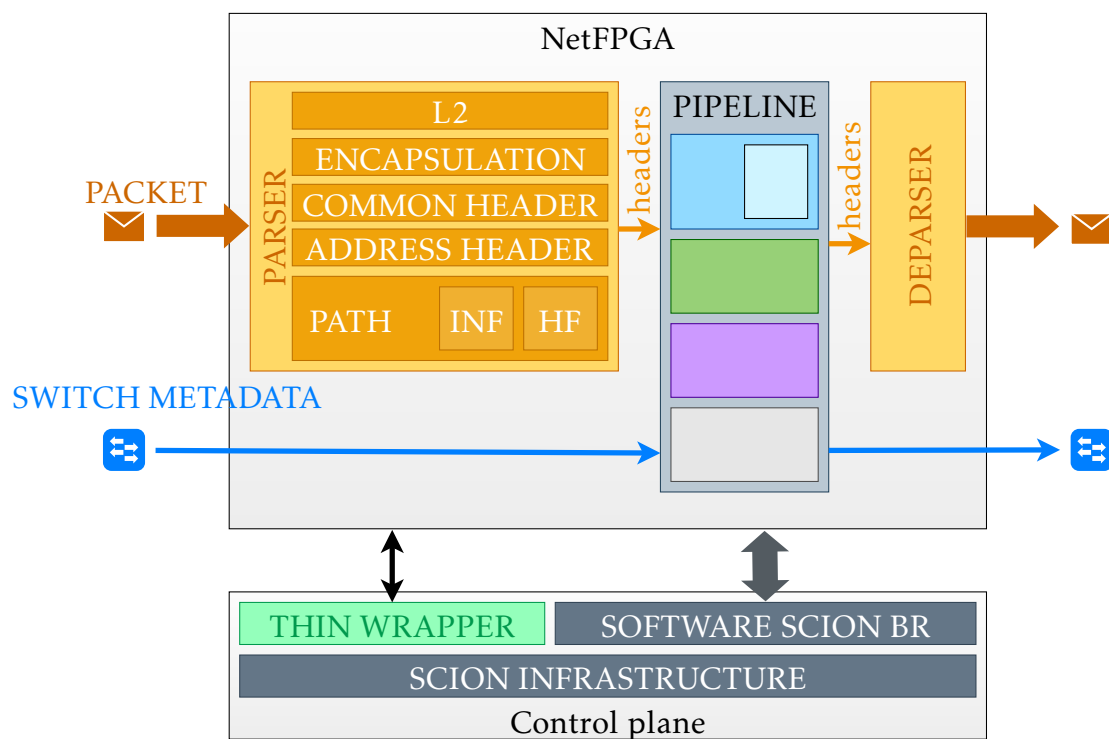 NetFPGA
PACKET
PARSER
L2
ENCAPSULATION
COMMON HEADER
ADDRESS HEADER
PATH
INF
HF
headers
PIPELINE
headers
DEPARSER
SWITCH METADATA
THIN WRAPPER
SOFTWARE SCION BR
SCION INFRASTRUCTURE
Control plane